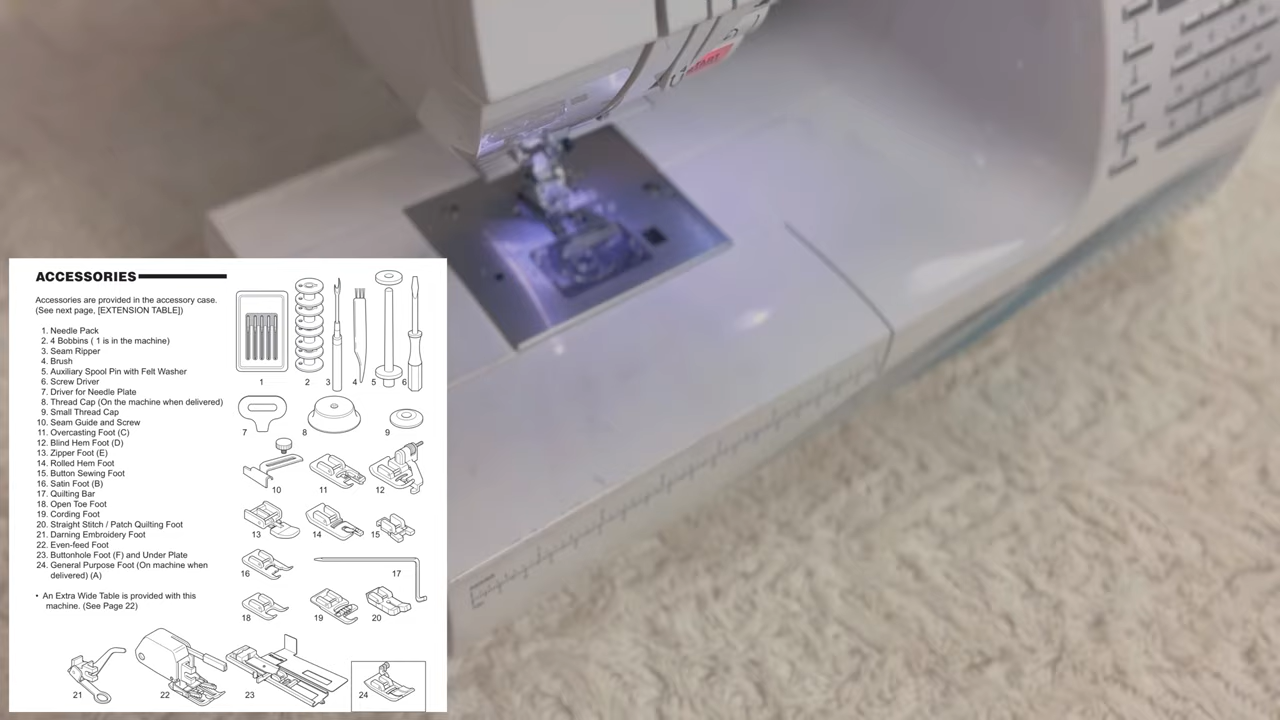 START
ACCESSORIES
Accessories are provided in the accessory case.
(See next page, [EXTENSION TABLE])
1. Needle Pack
2. 4 Bobbins ( 1 is in the machine)
3. Seam Ripper
4. Brush
5. Auxiliary Spool Pin with Felt Washer
6. Screw Driver
7. Driver for Needle Plate
8. Thread Cap (On the machine when delivered)
9. Small Thread Cap
10. Seam Guide and Screw
11. Overcasting Foot (C)
12. Blind Hem Foot (D)
13. Zipper Foot (E)
14. Rolled Hem Foot
15. Button Sewing Foot
16. Satin Foot (B)
17. Quilting Bar
18. Open Toe Foot
19. Cording Foot
20. Straight Stitch / Patch Quilting Foot
21. Darning Embroidery Foot
22. Even-feed Foot
23. Buttonhole Foot (F) and Under Plate
24. General Purpose Foot (On machine when
delivered) (A)
• An Extra Wide Table is provided with this
machine. (See Page 22)
1 2 3 4 5 6
7 8 9
10 11 12
13 14 15
16 17
18 19 20
21 22 23 24